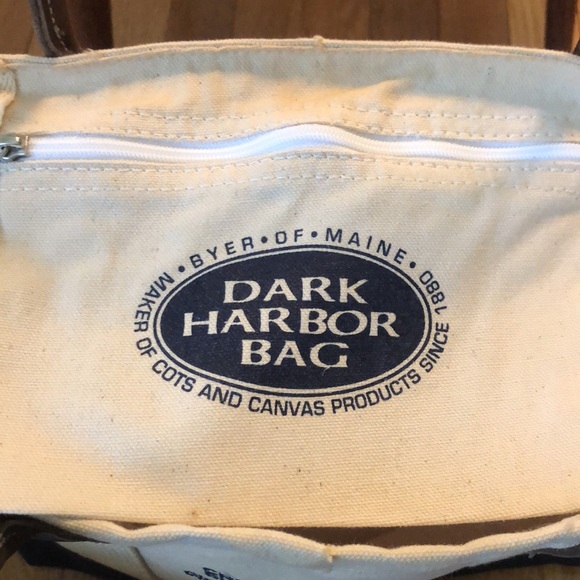 • BYER • OF • MAINE •
DARK
HARBOR
BAG
MAKER OF COTS AND CANVAS PRODUCTS SINCE 1880